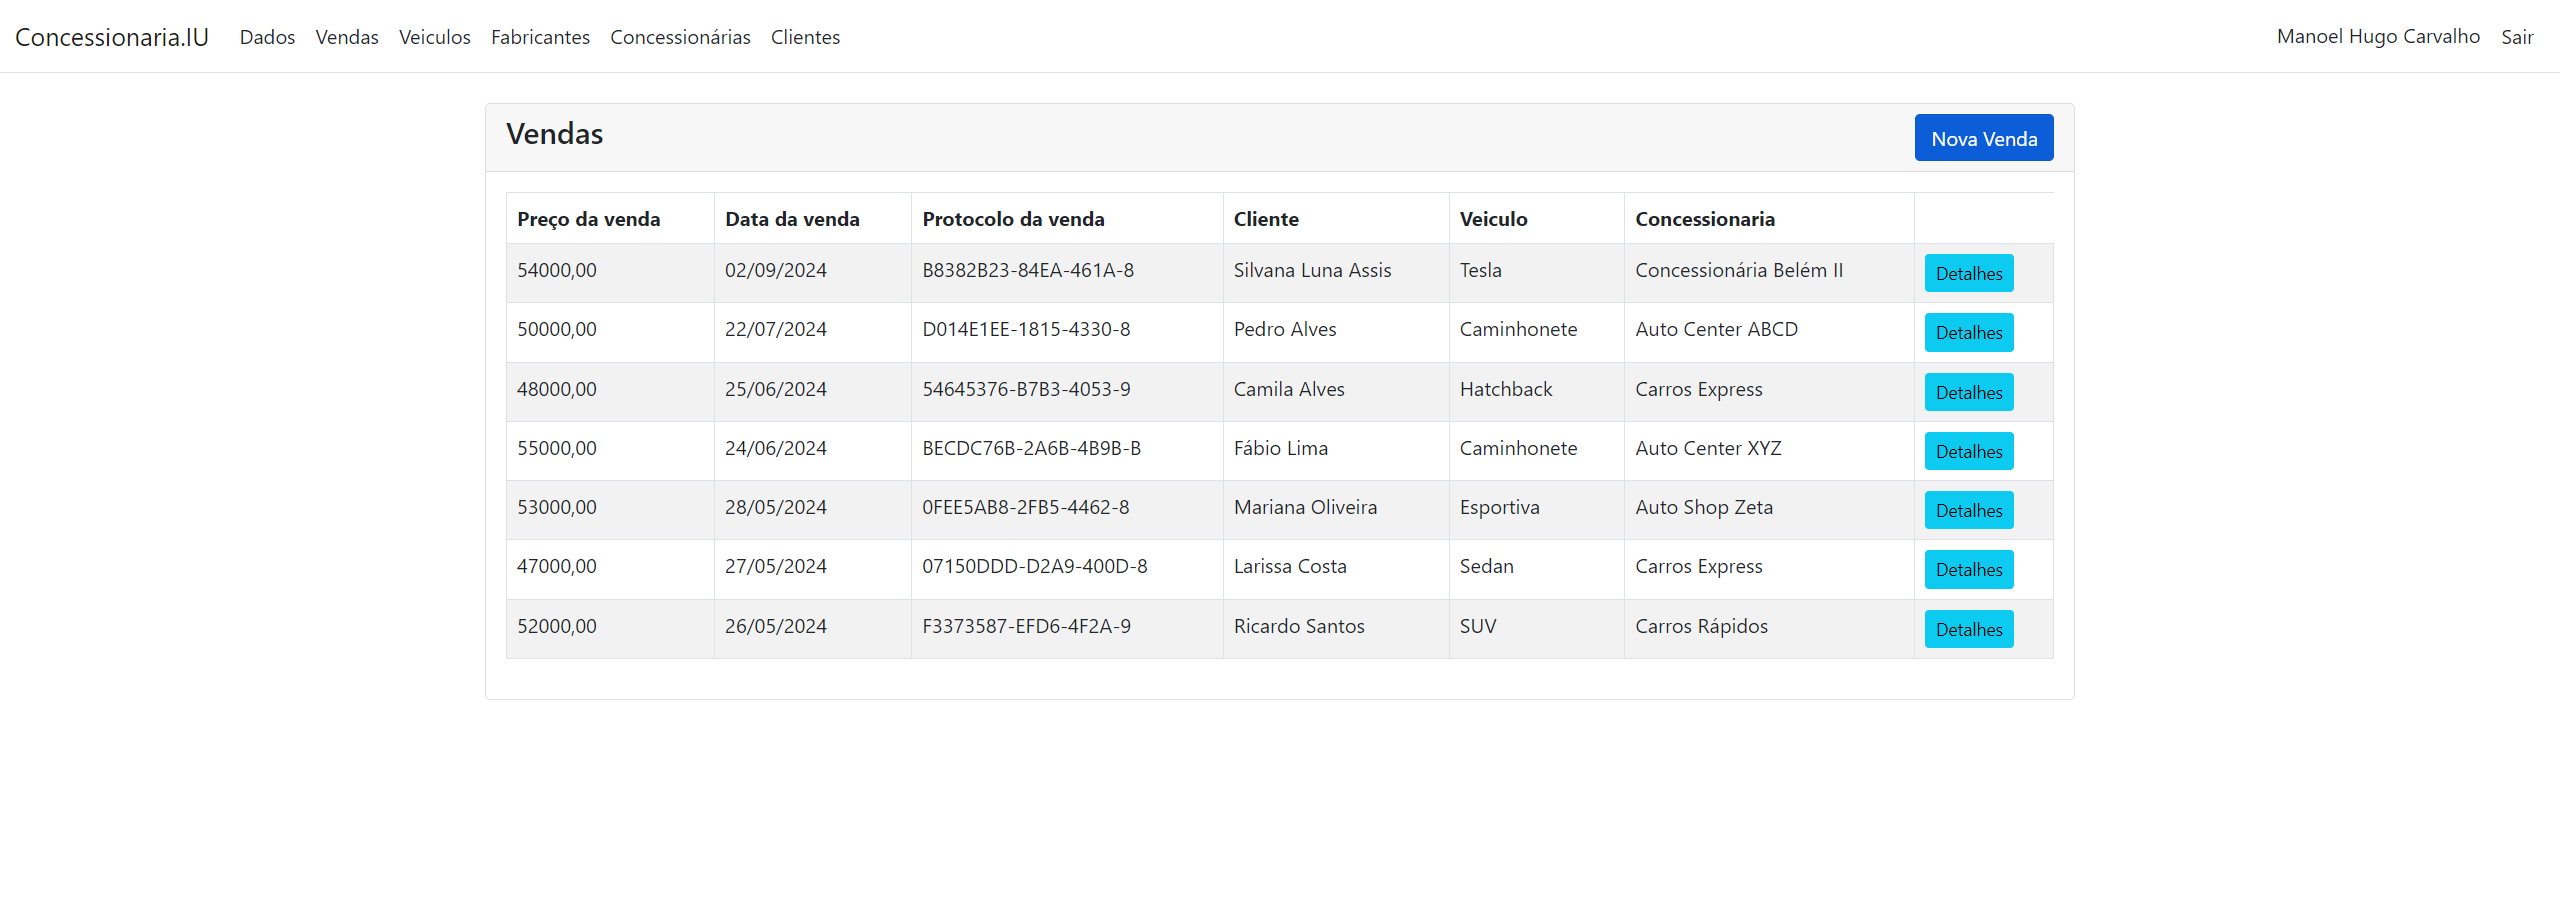 Concessionaria.IU Dados Vendas Veiculos Fabricantes Concessionárias Clientes Manoel Hugo Carvalho Sair
Vendas Nova Venda
Preço da venda Data da venda Protocolo da venda Cliente Veiculo Concessionaria
54000,00 02/09/2024 B8382B23-84EA-461A-8 Silvana Luna Assis Tesla Concessionária Belém II Detalhes
50000,00 22/07/2024 D014E1EE-1815-4330-8 Pedro Alves Caminhonete Auto Center ABCD Detalhes
48000,00 25/06/2024 54645376-B7B3-4053-9 Camila Alves Hatchback Carros Express Detalhes
55000,00 24/06/2024 BECDC76B-2A6B-4B9B-B Fábio Lima Caminhonete Auto Center XYZ Detalhes
53000,00 28/05/2024 0FEE5AB8-2FB5-4462-8 Mariana Oliveira Esportiva Auto Shop Zeta Detalhes
47000,00 27/05/2024 07150DDD-D2A9-400D-8 Larissa Costa Sedan Carros Express Detalhes
52000,00 26/05/2024 F3373587-EFD6-4F2A-9 Ricardo Santos SUV Carros Rápidos Detalhes